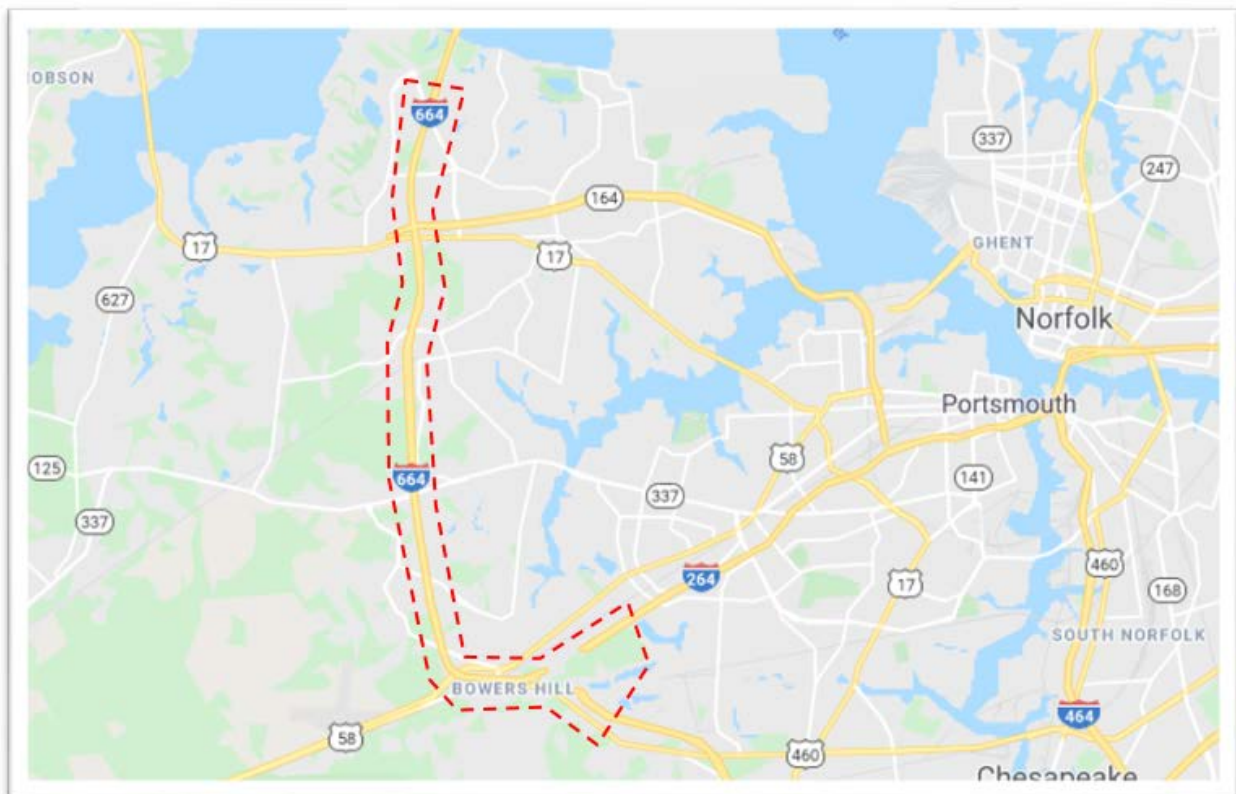 OBSON
664
337
247
164
17
17
GHENT
627
Norfolk
Portsmouth
125
664
58
337
141
337
264
17
460
168
SOUTH NORFOLK
BOWERS HILL
464
58
460
Chesapeake